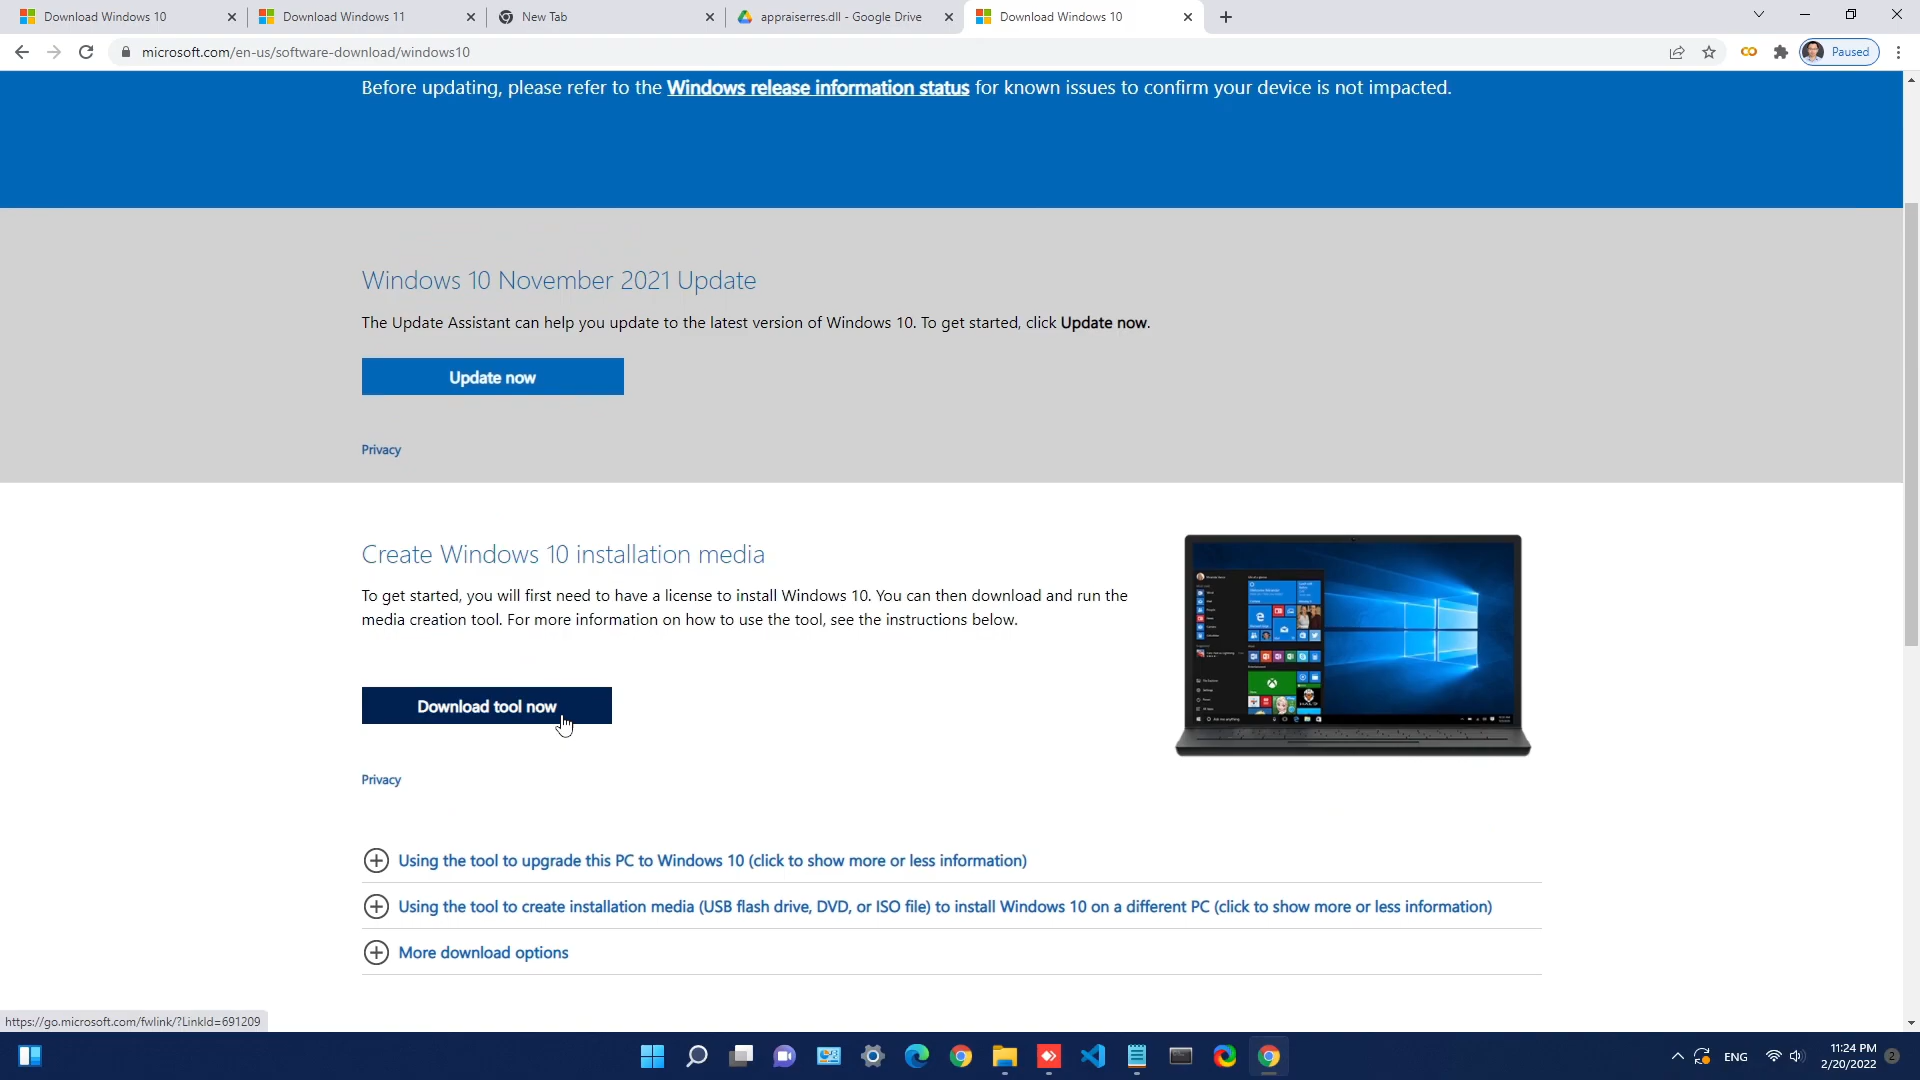 Download Windows 10
Download Windows 11
New Tab
appraiserres.dll - Google Drive
Download Windows 10
microsoft.com/en-us/software-download/windows10
Paused
Before updating, please refer to the Windows release information status for known issues to confirm your device is not impacted.
Windows 10 November 2021 Update
The Update Assistant can help you update to the latest version of Windows 10. To get started, click Update now.
Update now
Privacy
Create Windows 10 installation media
To get started, you will first need to have a license to install Windows 10. You can then download and run the
media creation tool. For more information on how to use the tool, see the instructions below.
Download tool now
Privacy
Using the tool to upgrade this PC to Windows 10 (click to show more or less information)
Using the tool to create installation media (USB flash drive, DVD, or ISO file) to install Windows 10 on a different PC (click to show more or less information)
More download options
https://go.microsoft.com/fwlink/?LinkId=691209
ENG
11:24 PM
2/20/2022
2